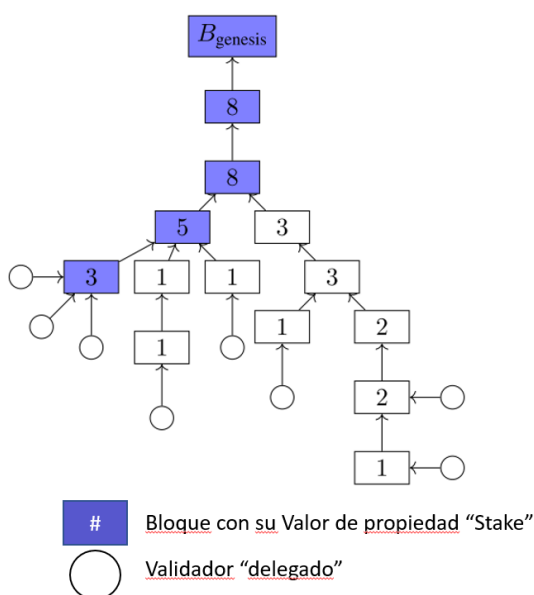 B_genesis
8
8
5 3
3 1 1 3
1 2
1
2
1
# Bloque con su Valor de propiedad “Stake”
Validador “delegado”